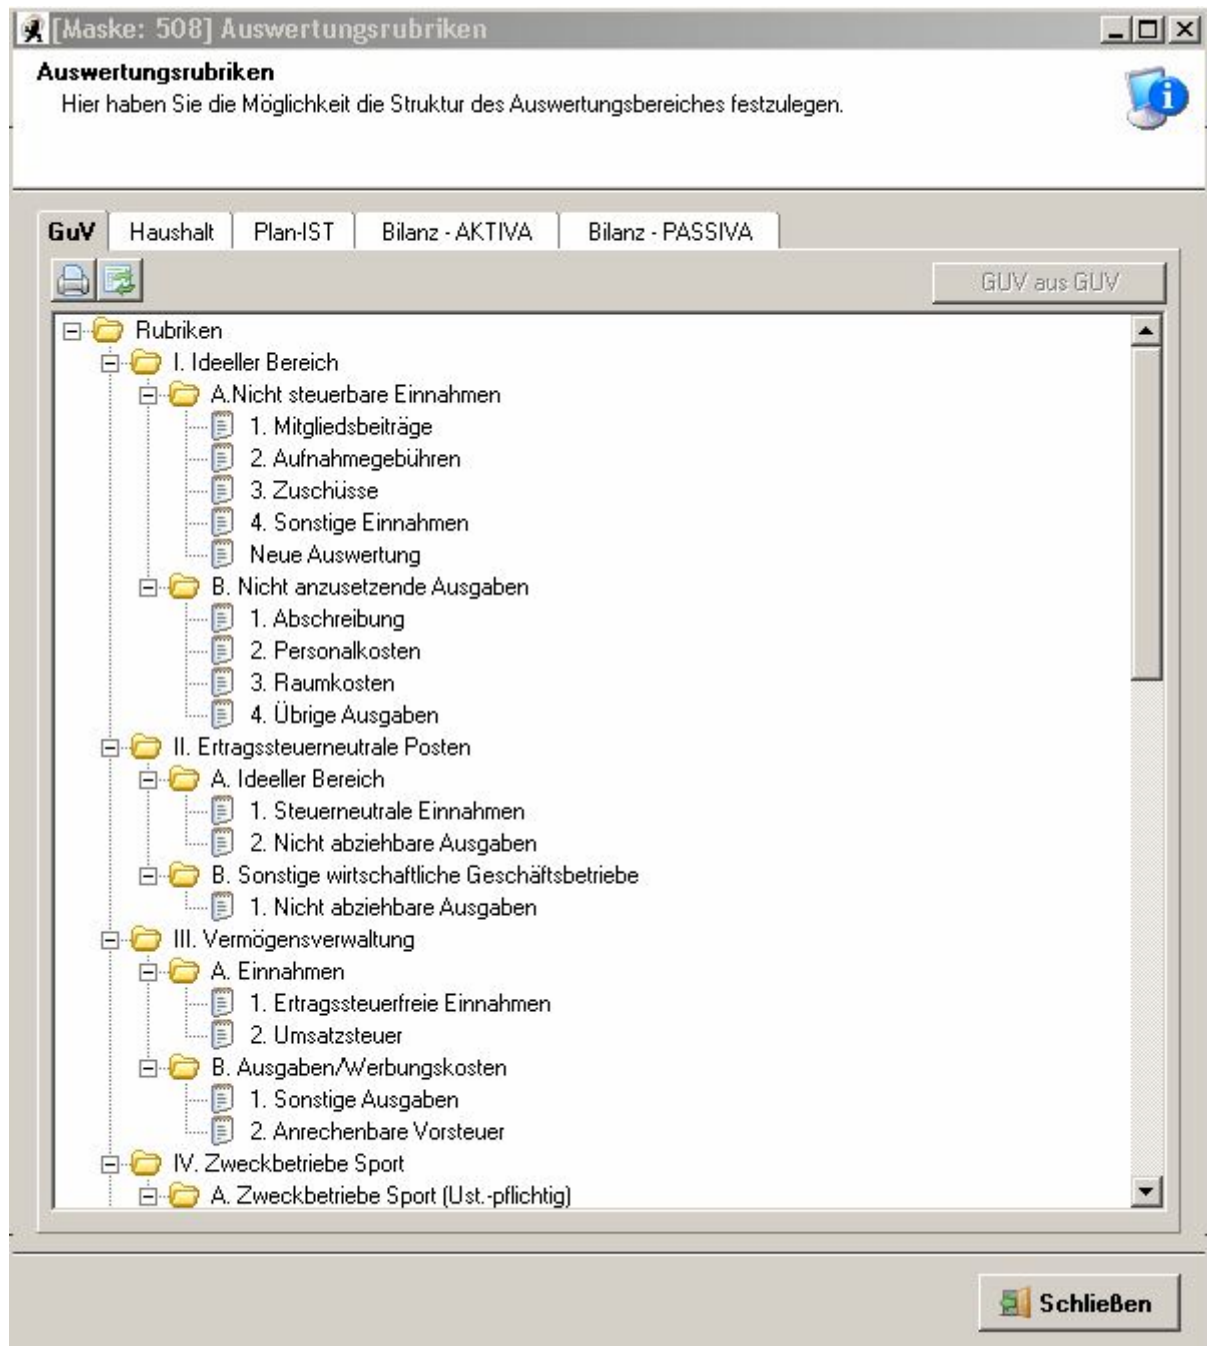 [Maske: 508] Auswertungsrubriken
Auswertungsrubriken
Hier haben Sie die Möglichkeit die Struktur des Auswertungsbereiches festzulegen.
GuV Haushalt Plan-IST Bilanz - AKTIVA Bilanz - PASSIVA
GUV aus GUV
Rubriken
I. Ideeller Bereich
A.Nicht steuerbare Einnahmen
1. Mitgliedsbeiträge
2. Aufnahmegebühren
3. Zuschüsse
4. Sonstige Einnahmen
Neue Auswertung
B. Nicht anzusetzende Ausgaben
1. Abschreibung
2. Personalkosten
3. Raumkosten
4. Übrige Ausgaben
II. Ertragssteuerneutrale Posten
A. Ideeller Bereich
1. Steuerneutrale Einnahmen
2. Nicht abziehbare Ausgaben
B. Sonstige wirtschaftliche Geschäftsbetriebe
1. Nicht abziehbare Ausgaben
III. Vermögensverwaltung
A. Einnahmen
1. Ertragssteuerfreie Einnahmen
2. Umsatzsteuer
B. Ausgaben/Werbungskosten
1. Sonstige Ausgaben
2. Anrechenbare Vorsteuer
IV. Zweckbetriebe Sport
A. Zweckbetriebe Sport (Ust.-pflichtig)
Schließen